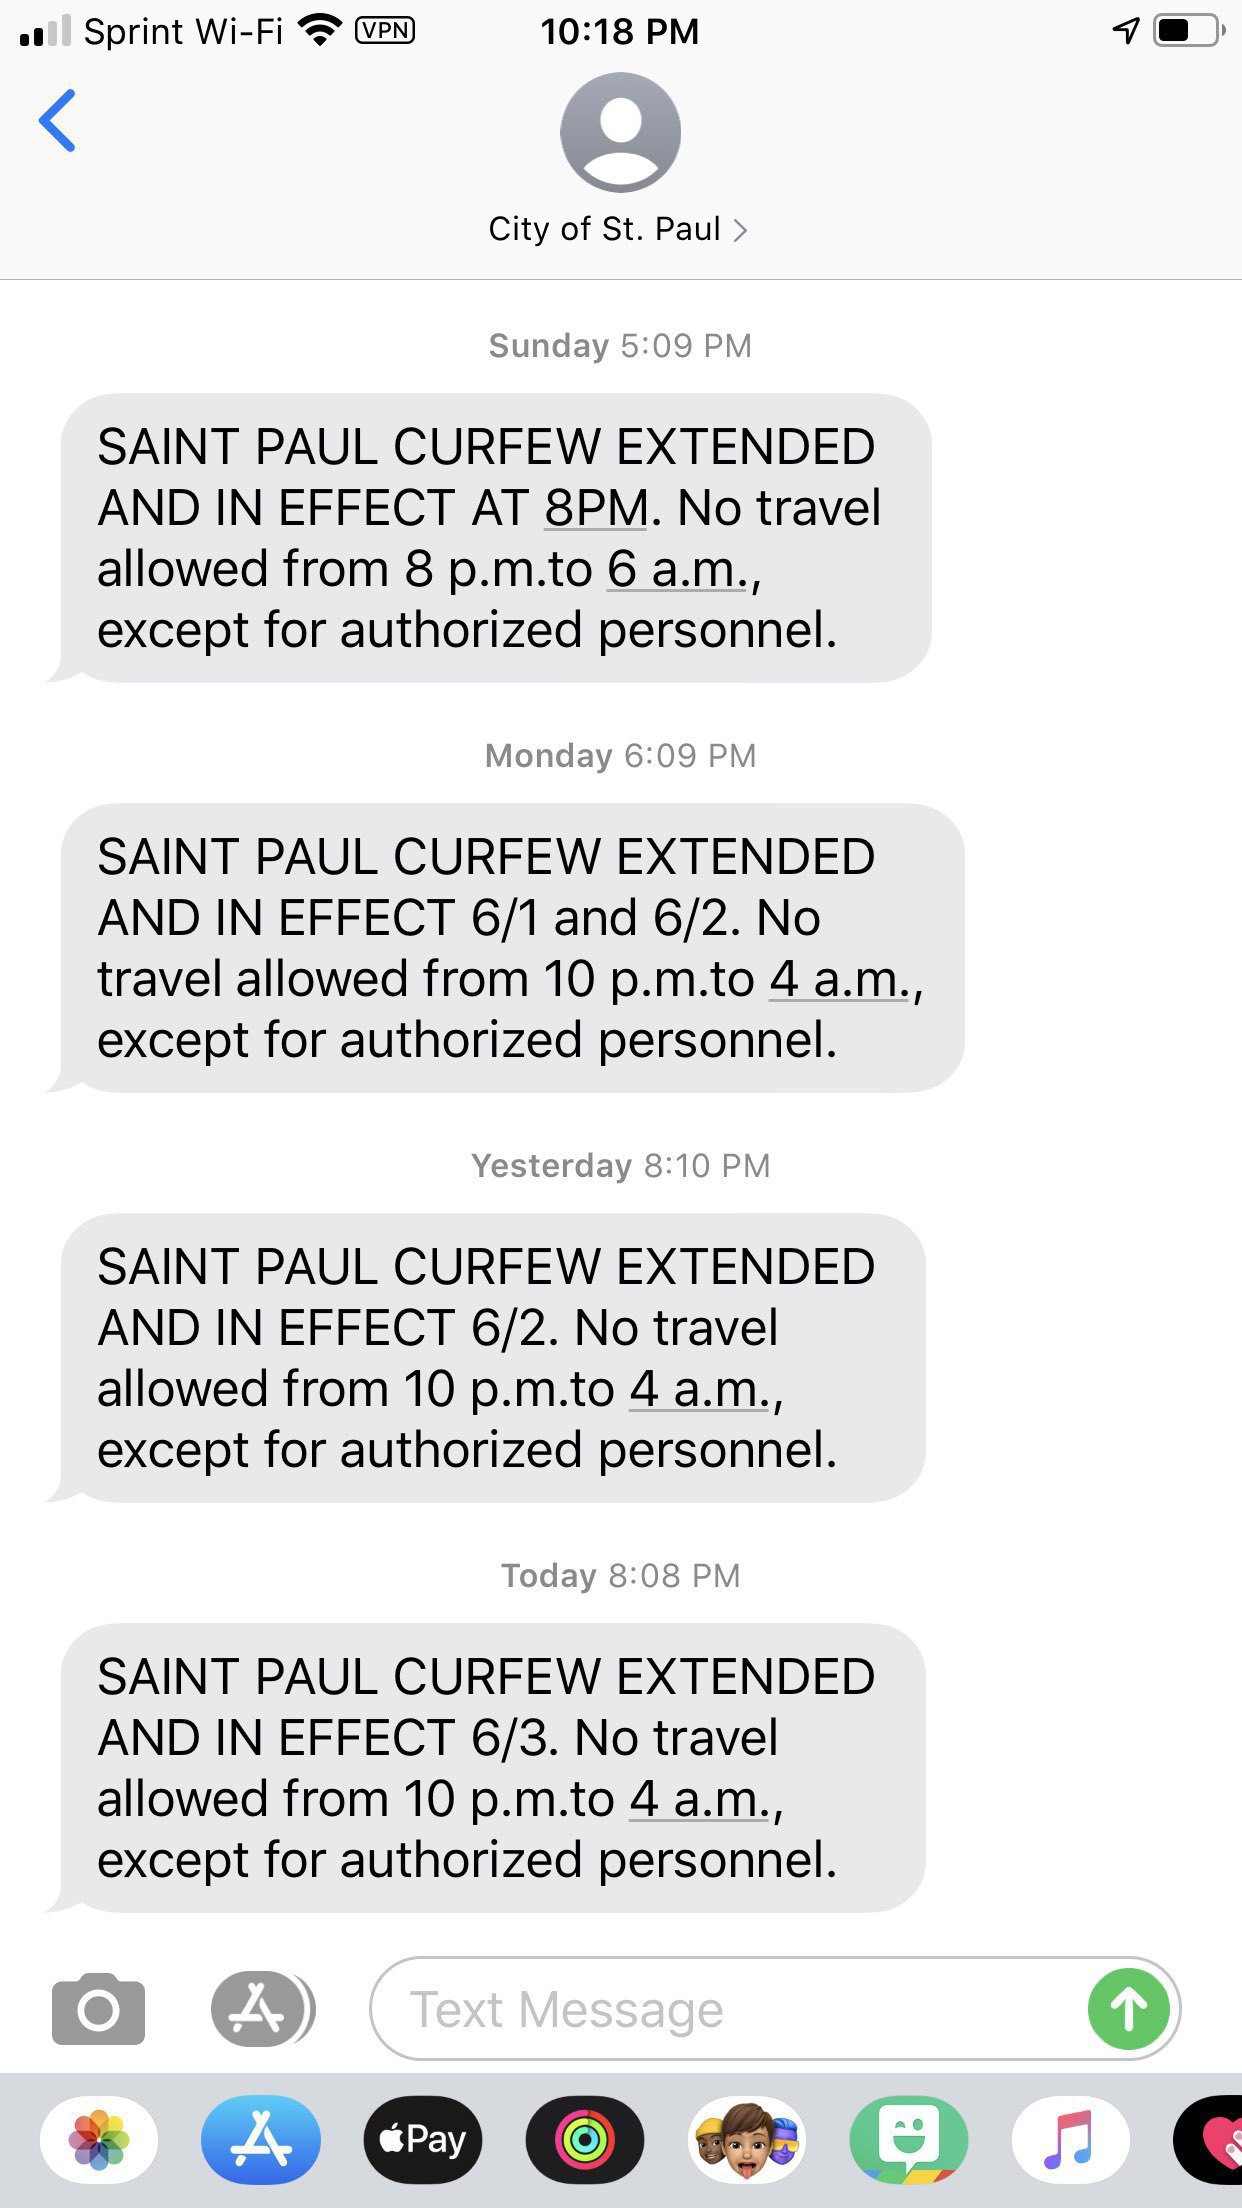 Sprint Wi-Fi VPN 10:18 PM
City of St. Paul
Sunday 5:09 PM
SAINT PAUL CURFEW EXTENDED
AND IN EFFECT AT 8PM. No travel
allowed from 8 p.m.to 6 a.m.,
except for authorized personnel.
Monday 6:09 PM
SAINT PAUL CURFEW EXTENDED
AND IN EFFECT 6/1 and 6/2. No
travel allowed from 10 p.m.to 4 a.m.,
except for authorized personnel.
Yesterday 8:10 PM
SAINT PAUL CURFEW EXTENDED
AND IN EFFECT 6/2. No travel
allowed from 10 p.m.to 4 a.m.,
except for authorized personnel.
Today 8:08 PM
SAINT PAUL CURFEW EXTENDED
AND IN EFFECT 6/3. No travel
allowed from 10 p.m.to 4 a.m.,
except for authorized personnel.
Text Message
Pay